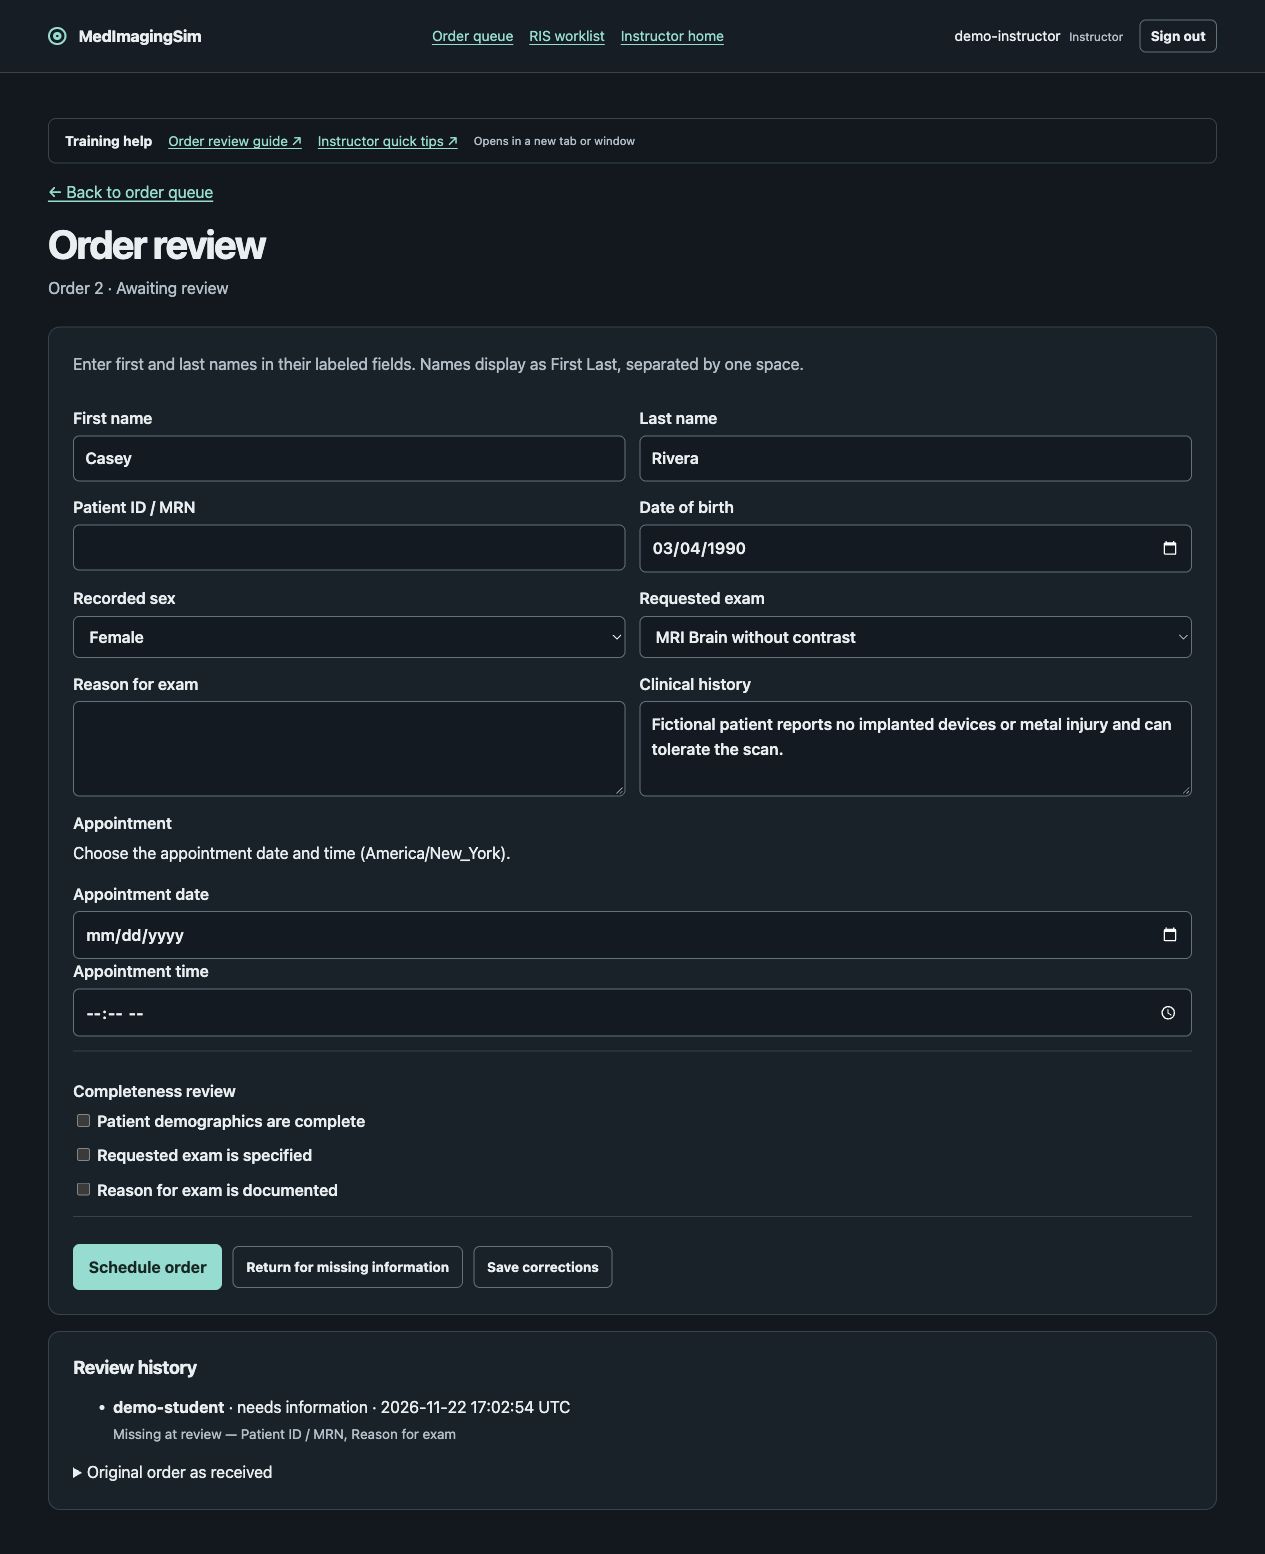 MedImagingSim
Order queue RIS worklist Instructor home
demo-instructor Instructor Sign out
Training help Order review guide ↗ Instructor quick tips ↗ Opens in a new tab or window
← Back to order queue
Order review
Order 2 · Awaiting review
Enter first and last names in their labeled fields. Names display as First Last, separated by one space.
First name
Casey
Last name
Rivera
Patient ID / MRN
Date of birth
03/04/1990
Recorded sex
Female
Requested exam
MRI Brain without contrast
Reason for exam
Clinical history
Fictional patient reports no implanted devices or metal injury and can
tolerate the scan.
Appointment
Choose the appointment date and time (America/New_York).
Appointment date
mm/dd/yyyy
Appointment time
--:-- --
Completeness review
Patient demographics are complete
Requested exam is specified
Reason for exam is documented
Schedule order Return for missing information Save corrections
Review history
• demo-student · needs information · 2026-11-22 17:02:54 UTC
Missing at review — Patient ID / MRN, Reason for exam
▶ Original order as received